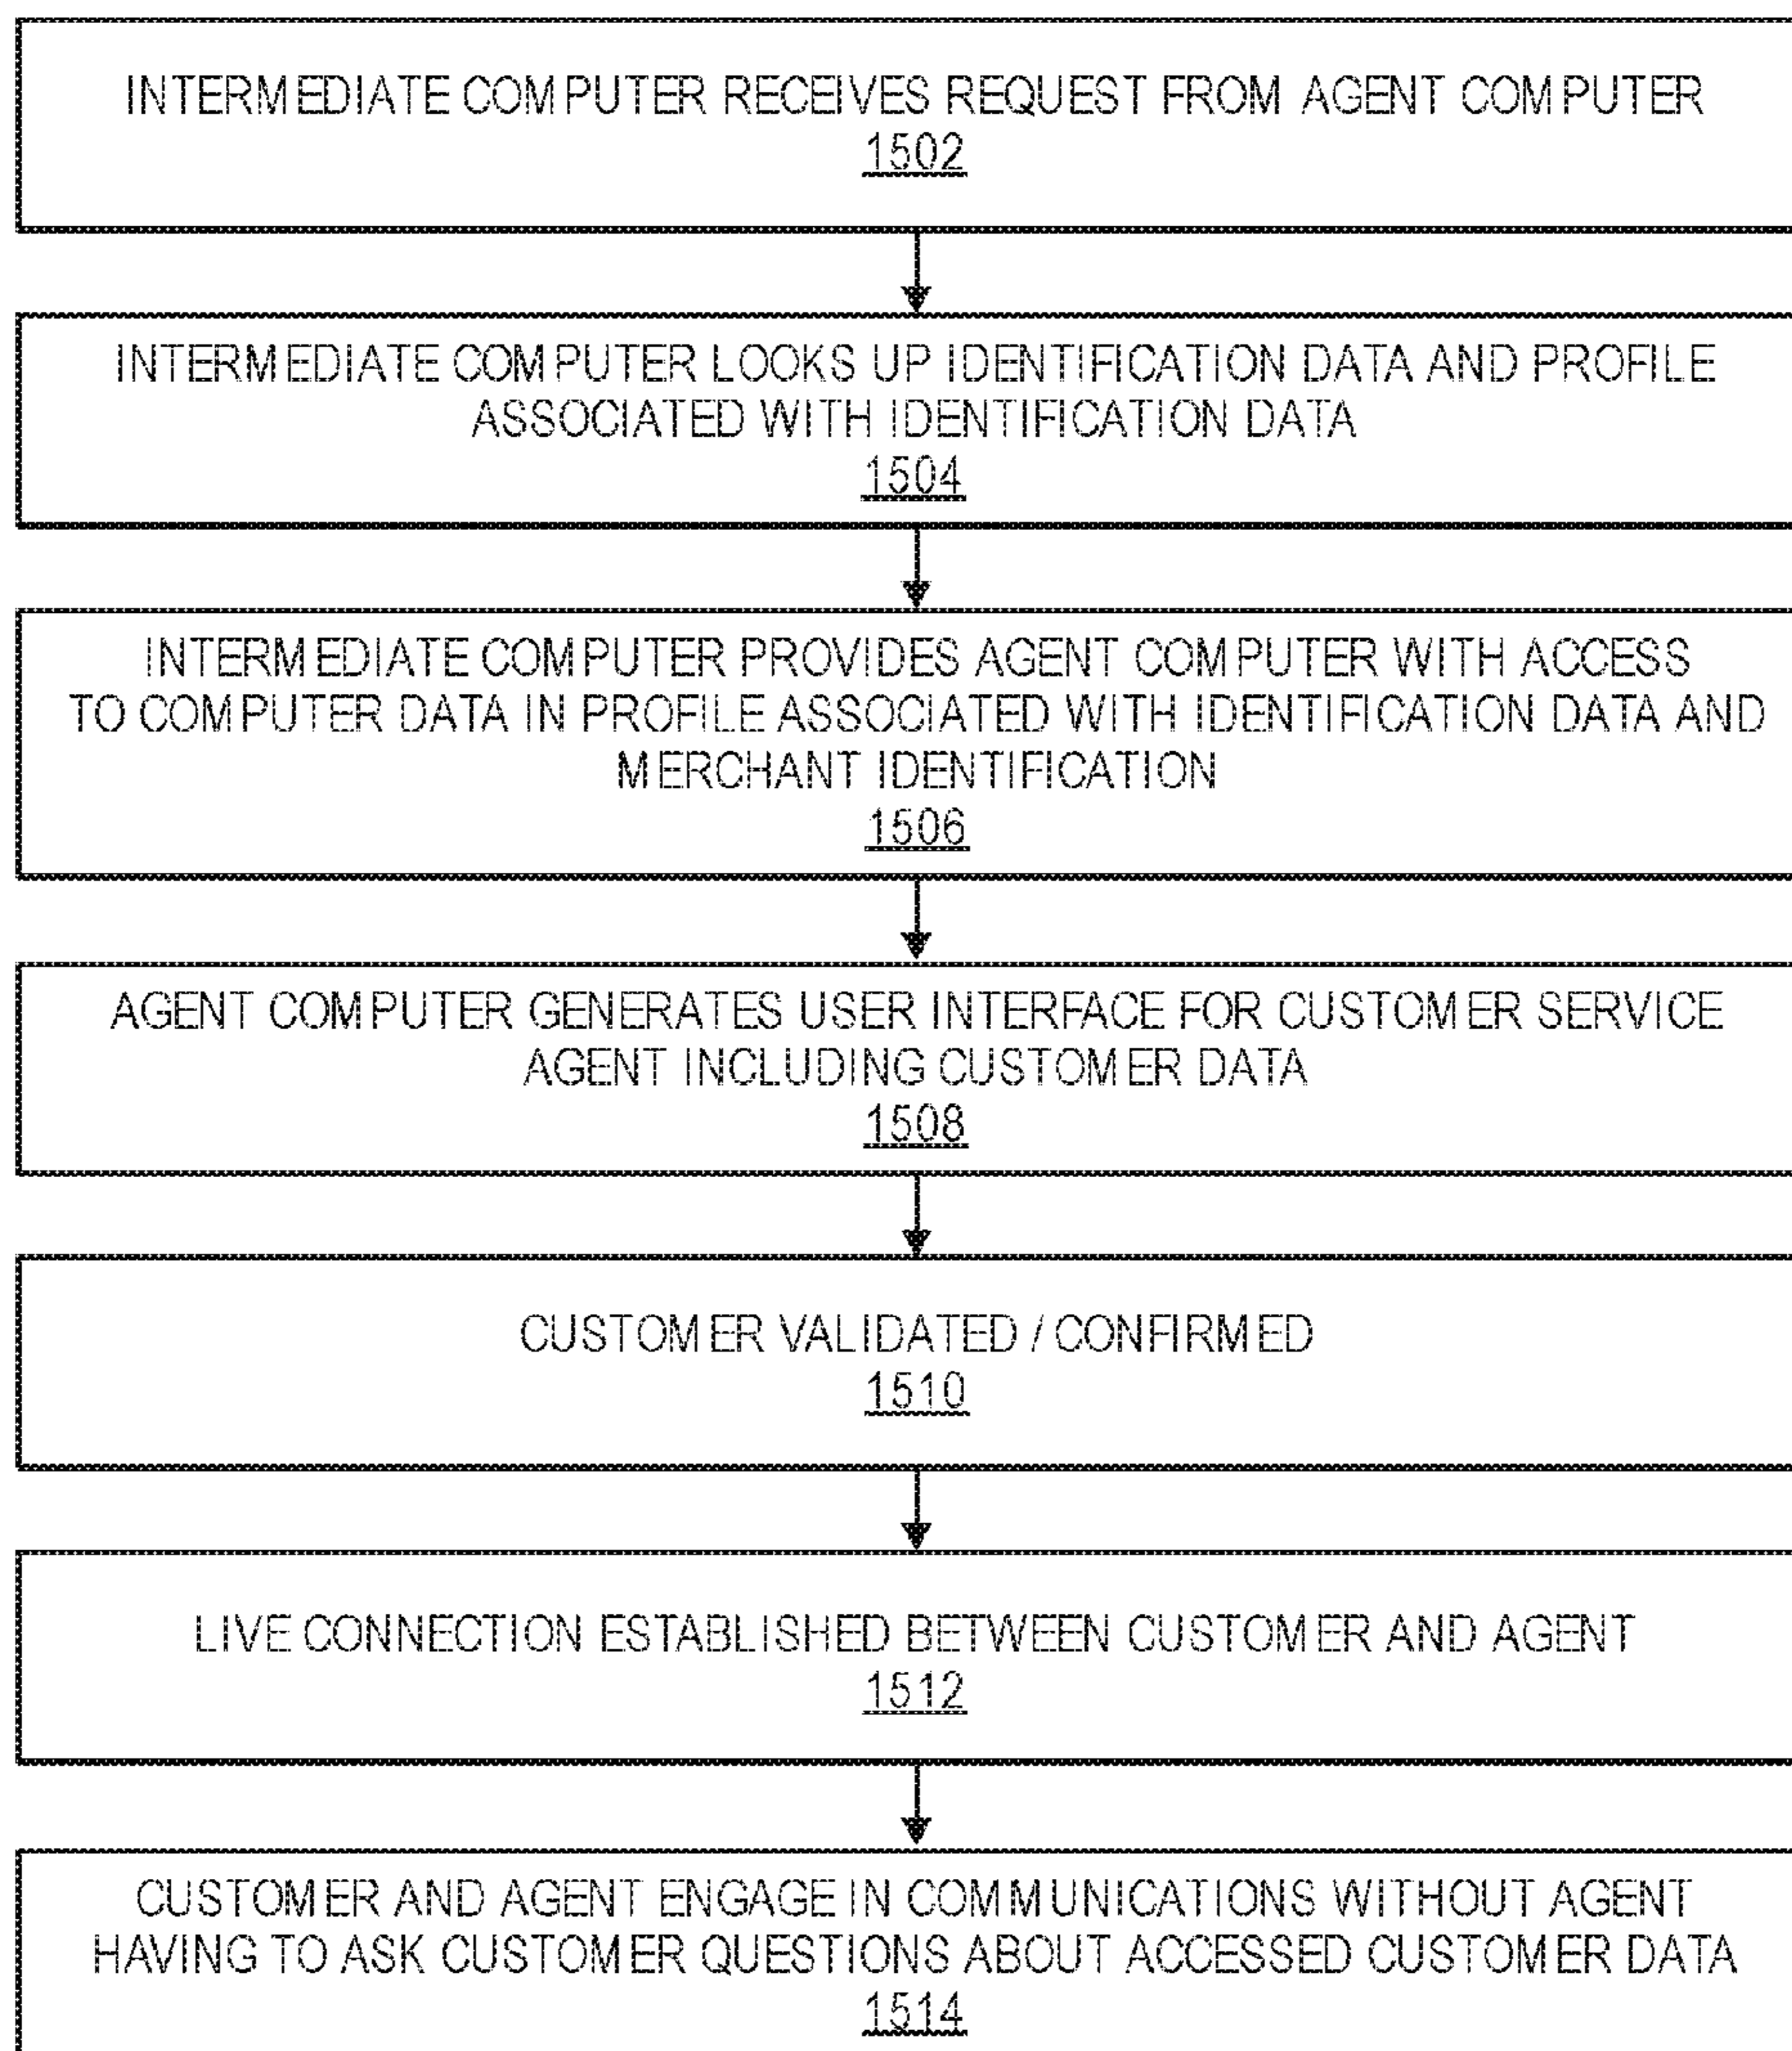 INTERMEDIATE COMPUTER RECEIVES REQUEST FROM AGENT COMPUTER
1502
INTERMEDIATE COMPUTER LOOKS UP IDENTIFICATION DATA AND PROFILE
ASSOCIATED WITH IDENTIFICATION DATA
1504
INTERMEDIATE COMPUTER PROVIDES AGENT COMPUTER WITH ACCESS
TO COMPUTER DATA IN PROFILE ASSOCIATED WITH IDENTIFICATION DATA AND
MERCHANT IDENTIFICATION
1506
AGENT COMPUTER GENERATES USER INTERFACE FOR CUSTOMER SERVICE
AGENT INCLUDING CUSTOMER DATA
1508
CUSTOMER VALIDATED / CONFIRMED
1510
LIVE CONNECTION ESTABLISHED BETWEEN CUSTOMER AND AGENT
1512
CUSTOMER AND AGENT ENGAGE IN COMMUNICATIONS WITHOUT AGENT
HAVING TO ASK CUSTOMER QUESTIONS ABOUT ACCESSED CUSTOMER DATA
1514